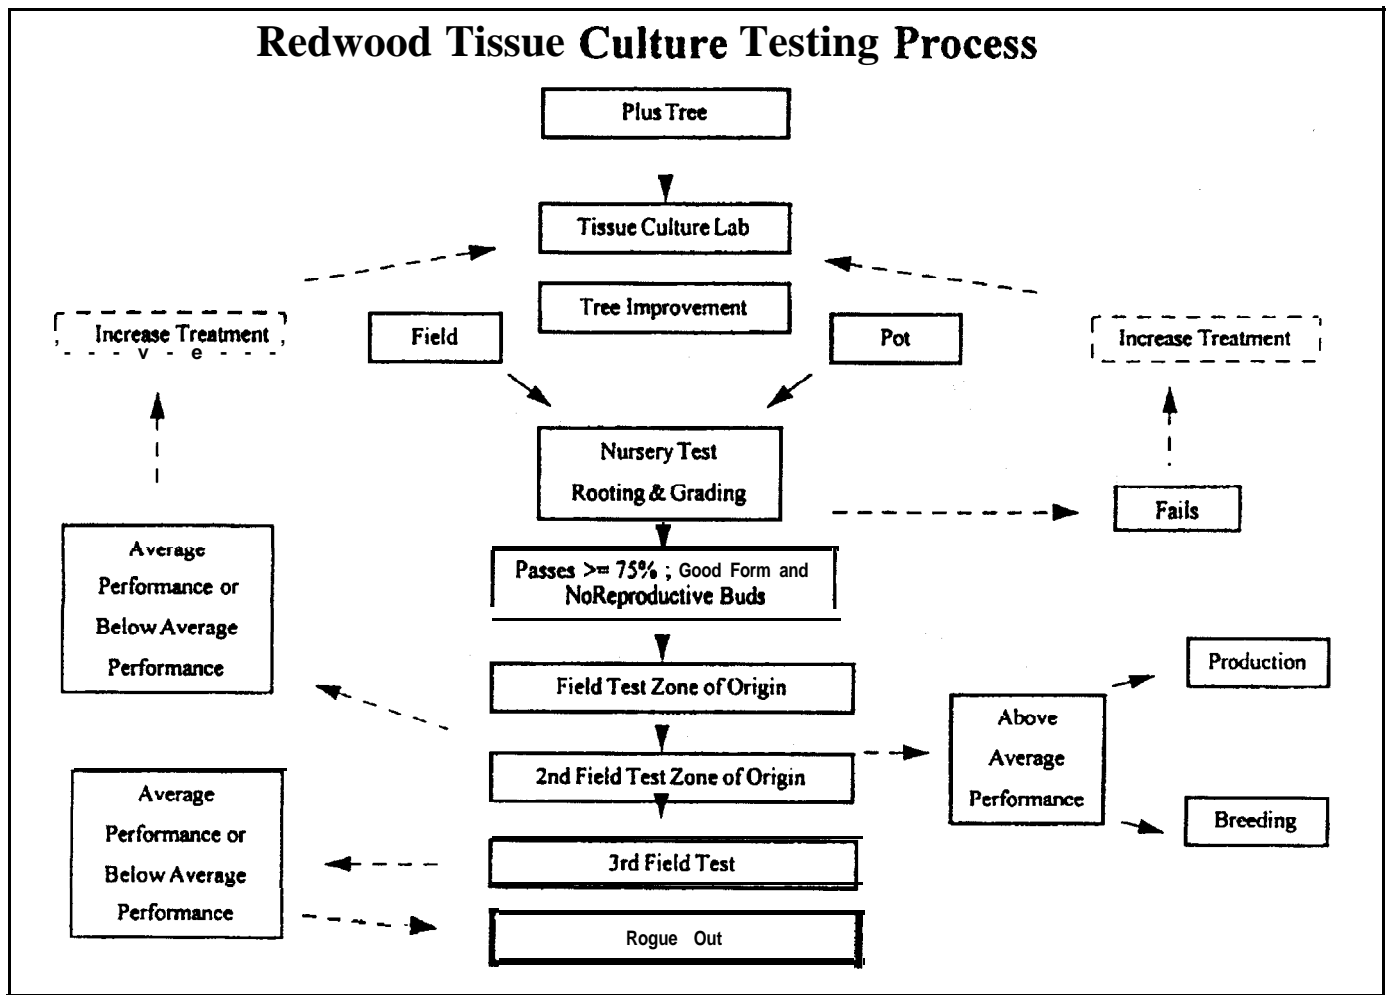 Redwood Tissue Culture Testing Process
Plus Tree
Tissue Culture Lab
Tree Improvement
Increase Treatment
- - - v - e - - -
Field
Pot
Increase Treatment
Nursery Test
Rooting & Grading
Fails
Average
Performance or
Below Average
Performance
Passes >= 75% ; Good Form and
NoReproductive Buds
Field Test Zone of Origin
Production
Above
Average
Performance
2nd Field Test Zone of Origin
Breeding
Average
Performance or
Below Average
Performance
3rd Field Test
Rogue Out